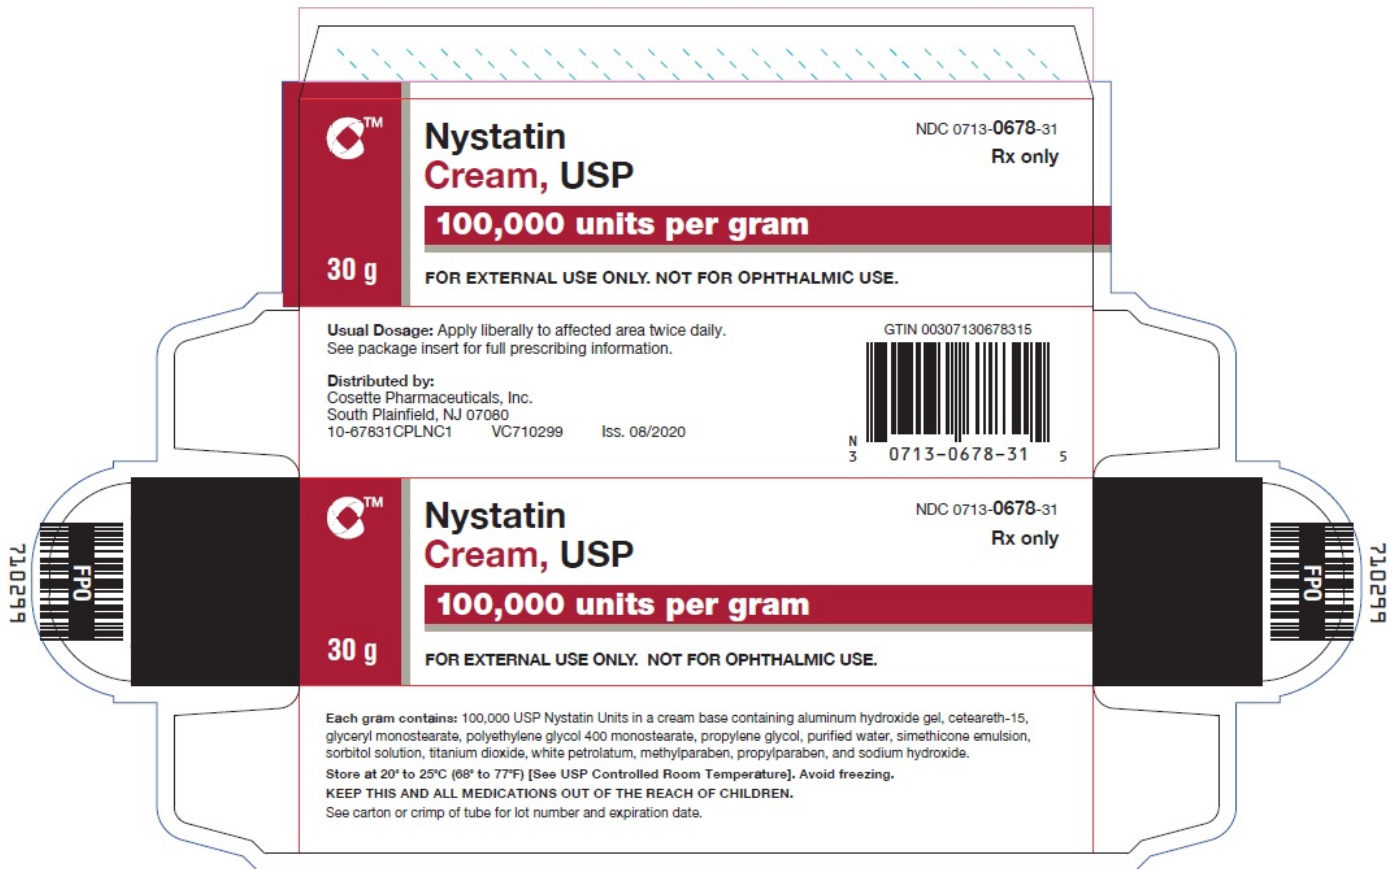 TM
Nystatin
Cream, USP
NDC 0713-0678-31
Rx only
100,000 units per gram
30 g
FOR EXTERNAL USE ONLY. NOT FOR OPHTHALMIC USE.
Usual Dosage: Apply liberally to affected area twice daily.
See package insert for full prescribing information.
Distributed by:
Cosette Pharmaceuticals, Inc.
South Plainfield, NJ 07080
10-67831CPLNC1 VC710299 Iss. 08/2020
GTIN 00307130678315
N
3 0713-0678-31 5
710299
FPO
TM
Nystatin
Cream, USP
NDC 0713-0678-31
Rx only
100,000 units per gram
30 g
FOR EXTERNAL USE ONLY. NOT FOR OPHTHALMIC USE.
FPO
710299
Each gram contains: 100,000 USP Nystatin Units in a cream base containing aluminum hydroxide gel, ceteareth-15,
glyceryl monostearate, polyethylene glycol 400 monostearate, propylene glycol, purified water, simethicone emulsion,
sorbitol solution, titanium dioxide, white petrolatum, methylparaben, propylparaben, and sodium hydroxide.
Store at 20° to 25°C (68° to 77°F) [See USP Controlled Room Temperature]. Avoid freezing.
KEEP THIS AND ALL MEDICATIONS OUT OF THE REACH OF CHILDREN.
See carton or crimp of tube for lot number and expiration date.